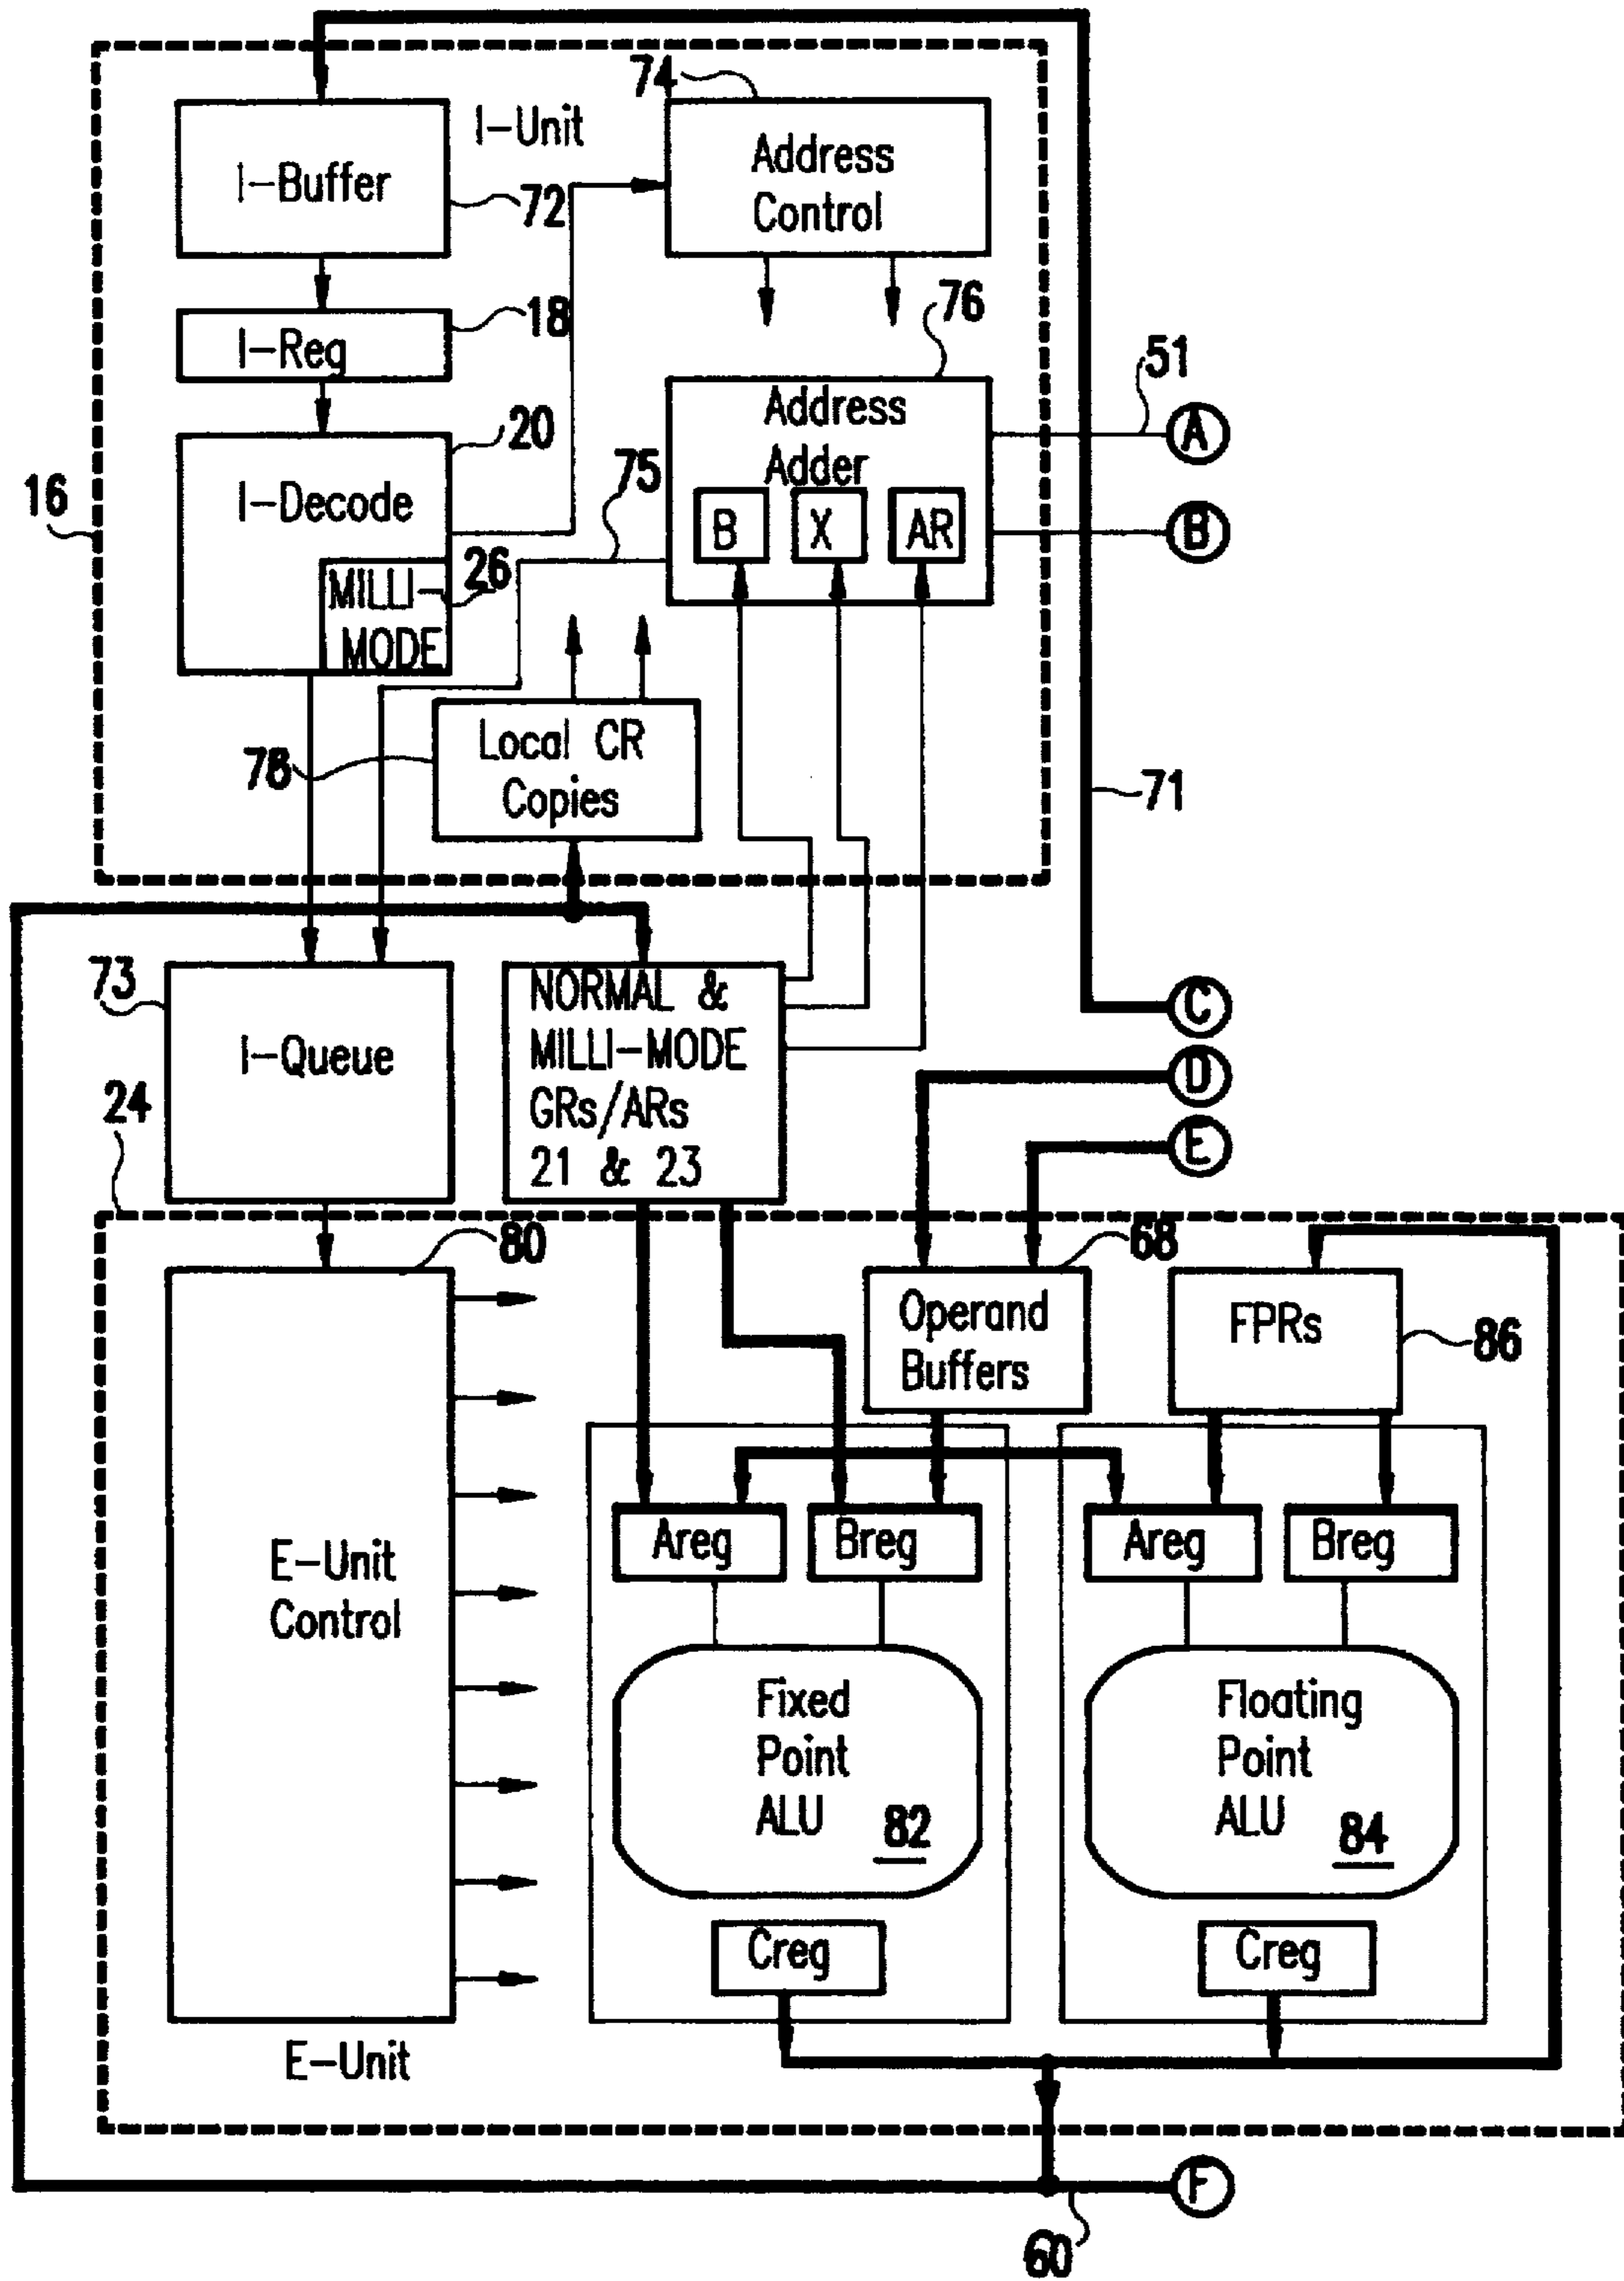 74
I-Unit
I-Buffer
Address
Control
72
76
18
I-Reg
51
Address
Adder
A
20
75
16
I-Decode
B
X
AR
B
26
MILLI-
MODE
Local CR
Copies
78
71
73
NORMAL &
MILLI-MODE
GRs/ARs
21 & 23
I-Queue
C
D
24
E
80
68
Operand
Buffers
FPRs
86
Areg
Breg
Areg
Breg
E-Unit
Control
Fixed
Point
ALU
82
Floating
Point
ALU
84
Creg
Creg
E-Unit
F
60